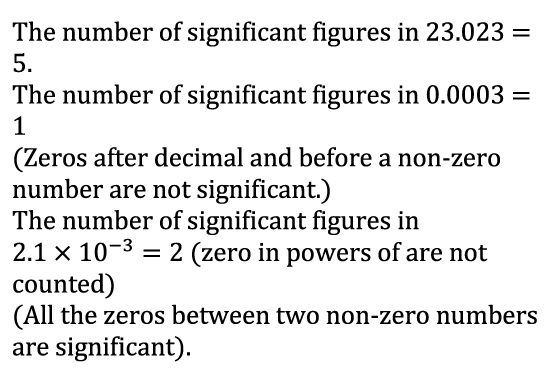 The number of significant figures in 23.023 =
5.
The number of significant figures in 0.0003 =
1
(Zeros after decimal and before a non-zero
number are not significant.)
The number of significant figures in
2.1 × 10⁻³ = 2 (zero in powers of are not
counted)
(All the zeros between two non-zero numbers
are significant).